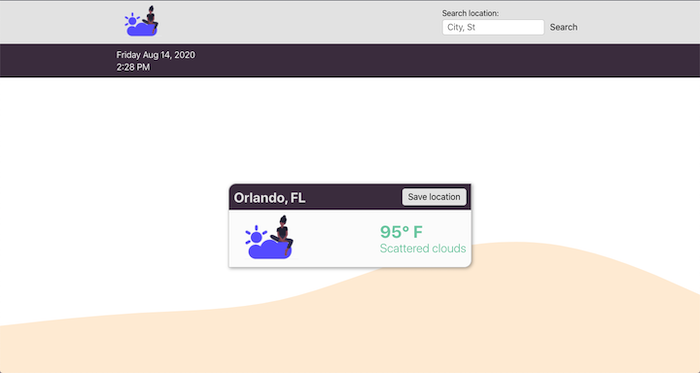 Search location:
City, St
Search
Friday Aug 14, 2020
2:28 PM
Orlando, FL
Save location
95° F
Scattered clouds